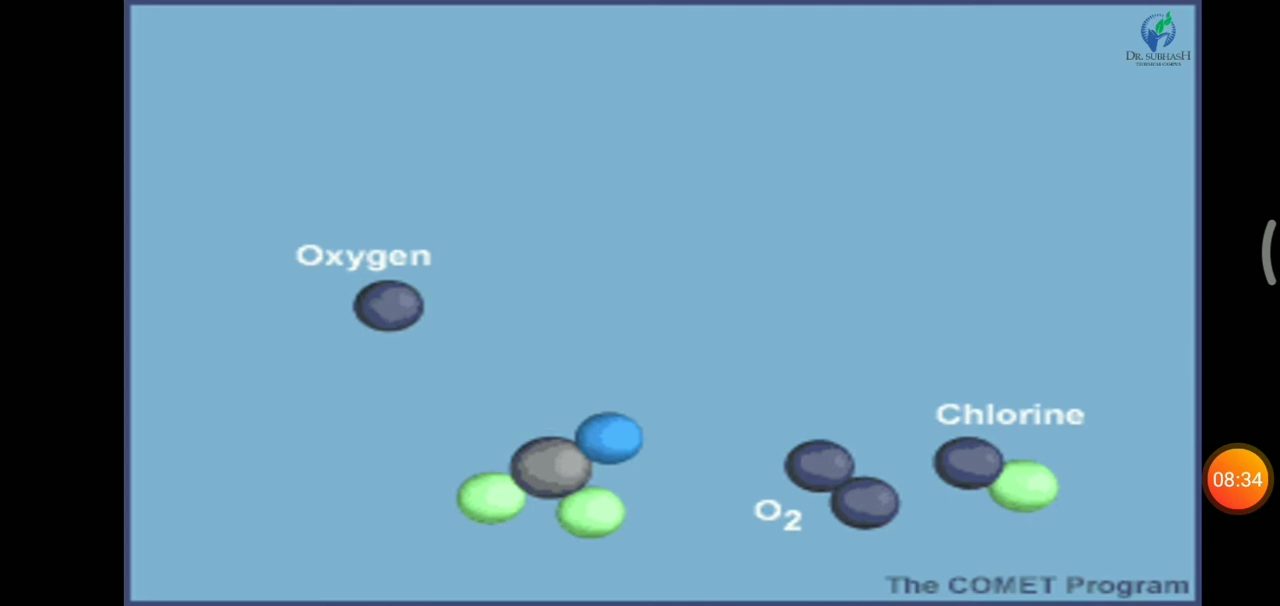 DR. SUBHASH
Oxygen
Chlorine
O2
08:34
The COMET Program